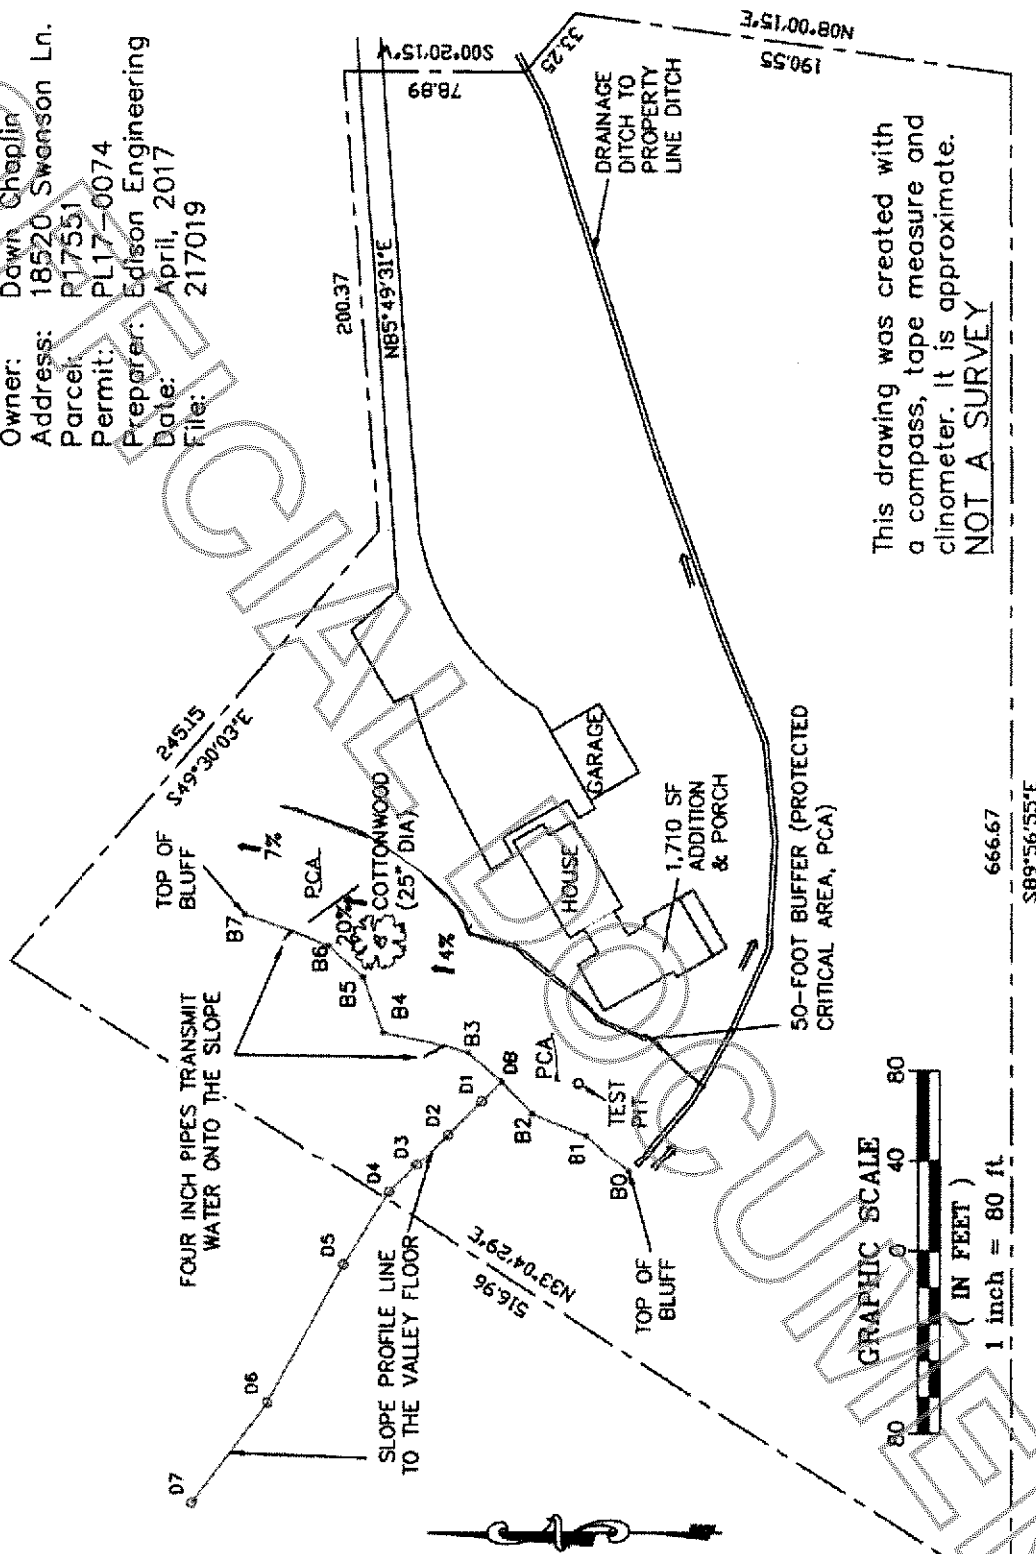 Owner: Dawn Chaplin
Address: 18520 Swanson Ln.
Parcel: P17551
Permit: PL17-0074
Preparer: Edison Engineering
Date: April, 2017
File: 217019
UNOFFICIAL DOCUMENT
200.37
N85°49'31"E
78.89
S00°20'15"W
33.25
190.55
N08°00'15"E
DRAINAGE
DITCH TO
PROPERTY
LINE DITCH
This drawing was created with
a compass, tape measure and
clinometer. It is approximate.
NOT A SURVEY
245.15
S49°30'03"E
TOP OF
BLUFF
7%
B7
PCA
20%
COTTONWOOD
(25" DIA)
B6
B5
B4
4%
B3
DB
D1
D2
D3
D4
D5
D6
D7
B2
B1
B0
PCA
TEST
PIT
FOUR INCH PIPES TRANSMIT
WATER ONTO THE SLOPE
SLOPE PROFILE LINE
TO THE VALLEY FLOOR
516.96
N33°04'29"E
TOP OF
BLUFF
GARAGE
HOUSE
1,710 SF
ADDITION
& PORCH
50-FOOT BUFFER (PROTECTED
CRITICAL AREA, PCA)
666.67
S89°56'55"E
GRAPHIC SCALE
80 0 40 80
( IN FEET )
1 inch = 80 ft.